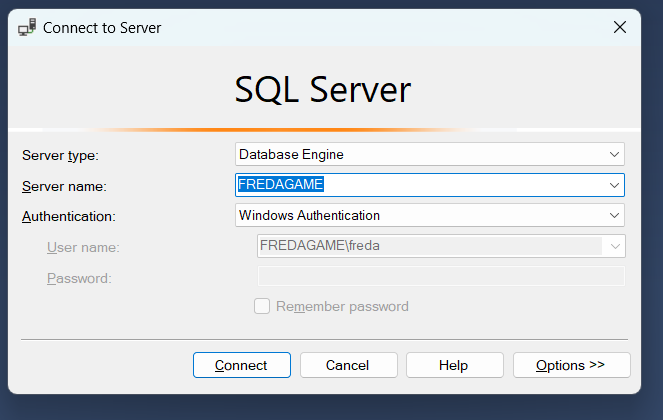 Connect to Server
SQL Server
Server type: Database Engine
Server name: FREDAGAME
Authentication: Windows Authentication
User name: FREDAGAME\freda
Password:
Remember password
Connect Cancel Help Options >>